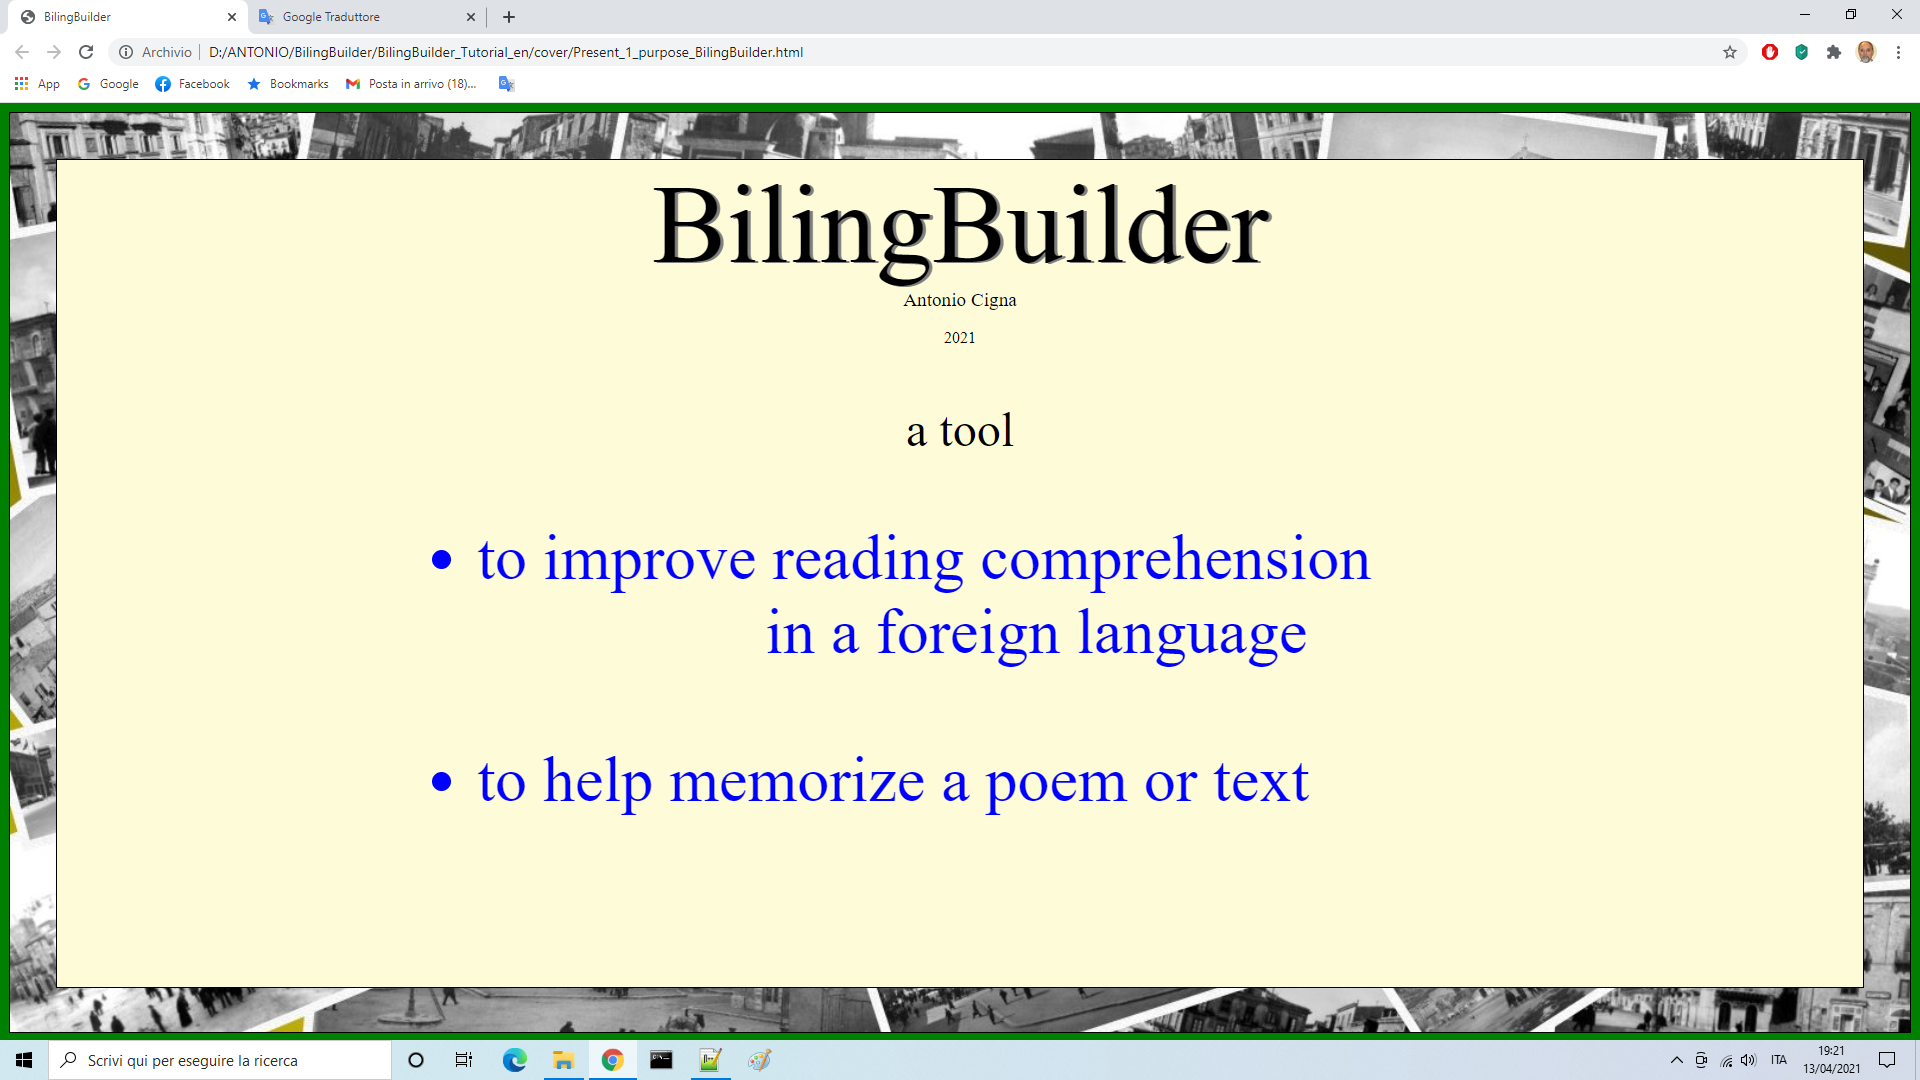 BilingBuilder
Google Traduttore
Archivio
D:/ANTONIO/BilingBuilder/BilingBuilder_Tutorial_en/cover/Present_1_purpose_BilingBuilder.html
App
Google
Facebook
Bookmarks
Posta in arrivo (18)...
BilingBuilder
Antonio Cigna
2021
a tool
• to improve reading comprehension
in a foreign language
• to help memorize a poem or text
Scrivi qui per eseguire la ricerca
ITA
19:21
13/04/2021